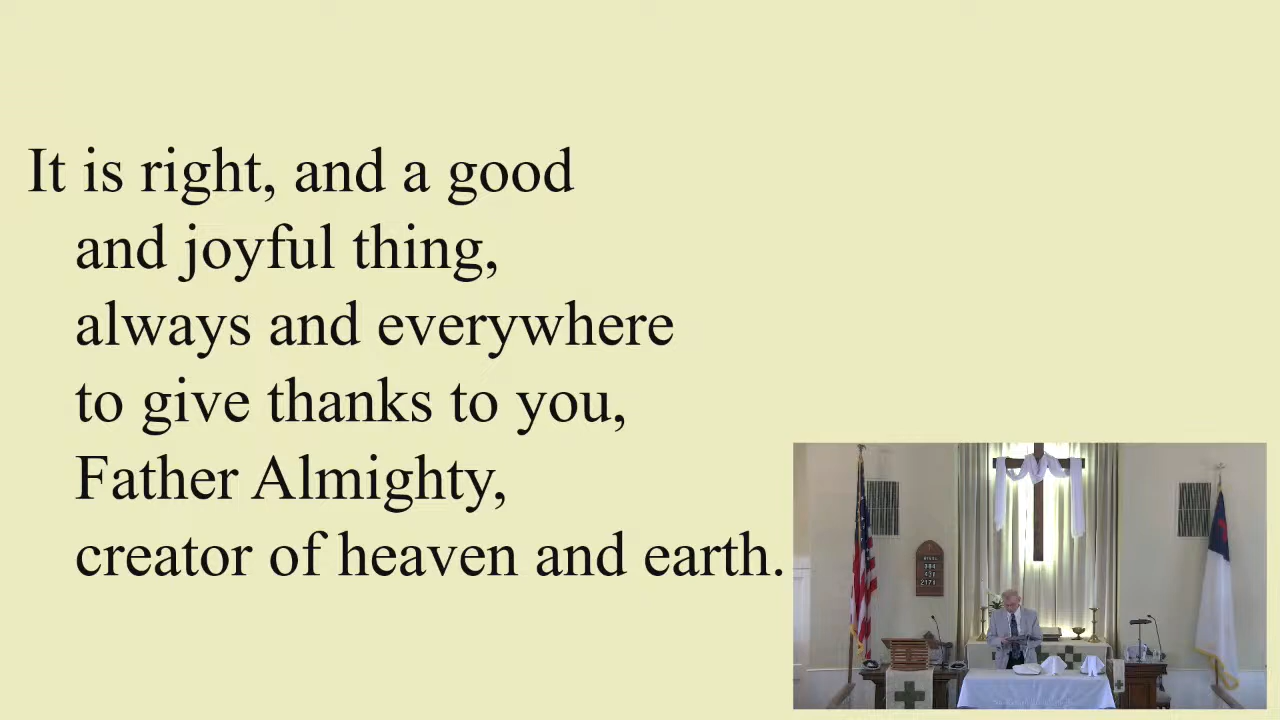 It is right, and a good
and joyful thing,
always and everywhere
to give thanks to you,
Father Almighty,
creator of heaven and earth.